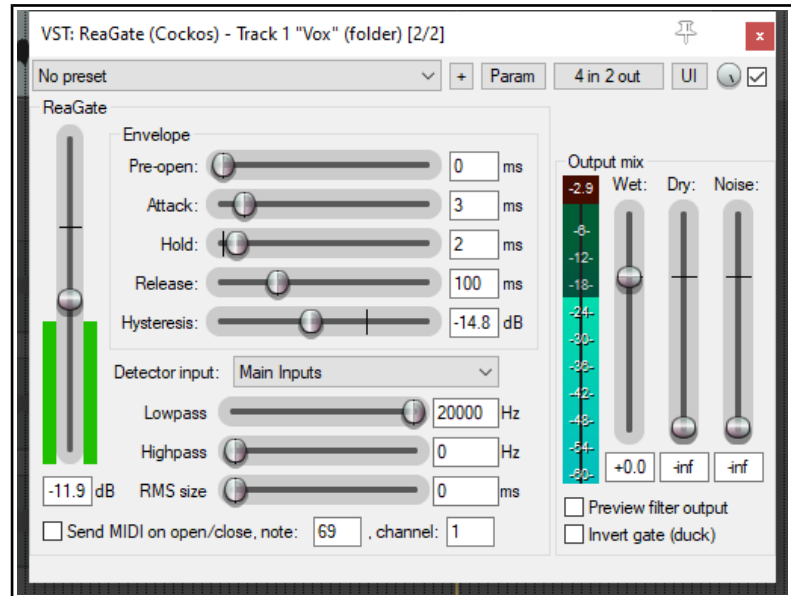 VST: ReaGate (Cockos) - Track 1 "Vox" (folder) [2/2]
x
No preset + Param 4 in 2 out UI
ReaGate
Envelope
Pre-open: 0 ms
Attack: 3 ms
Hold: 2 ms
Release: 100 ms
Hysteresis: -14.8 dB
Detector input: Main Inputs
Lowpass 20000 Hz
Highpass 0 Hz
-11.9 dB RMS size 0 ms
Send MIDI on open/close, note: 69 , channel: 1
Output mix
-2.9 Wet: Dry: Noise:
-6-
-12-
-18-
-24-
-30-
-36-
-42-
-48-
-54-
-60- +0.0 -inf -inf
Preview filter output
Invert gate (duck)